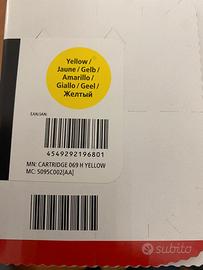 Yellow /
Jaune / Gelb /
Amarillo /
Giallo / Geel /
Желтый
EAN/JAN:
4549292196801
MN: CARTRIDGE 069 H YELLOW
MC: 5095C002[AA]
subito